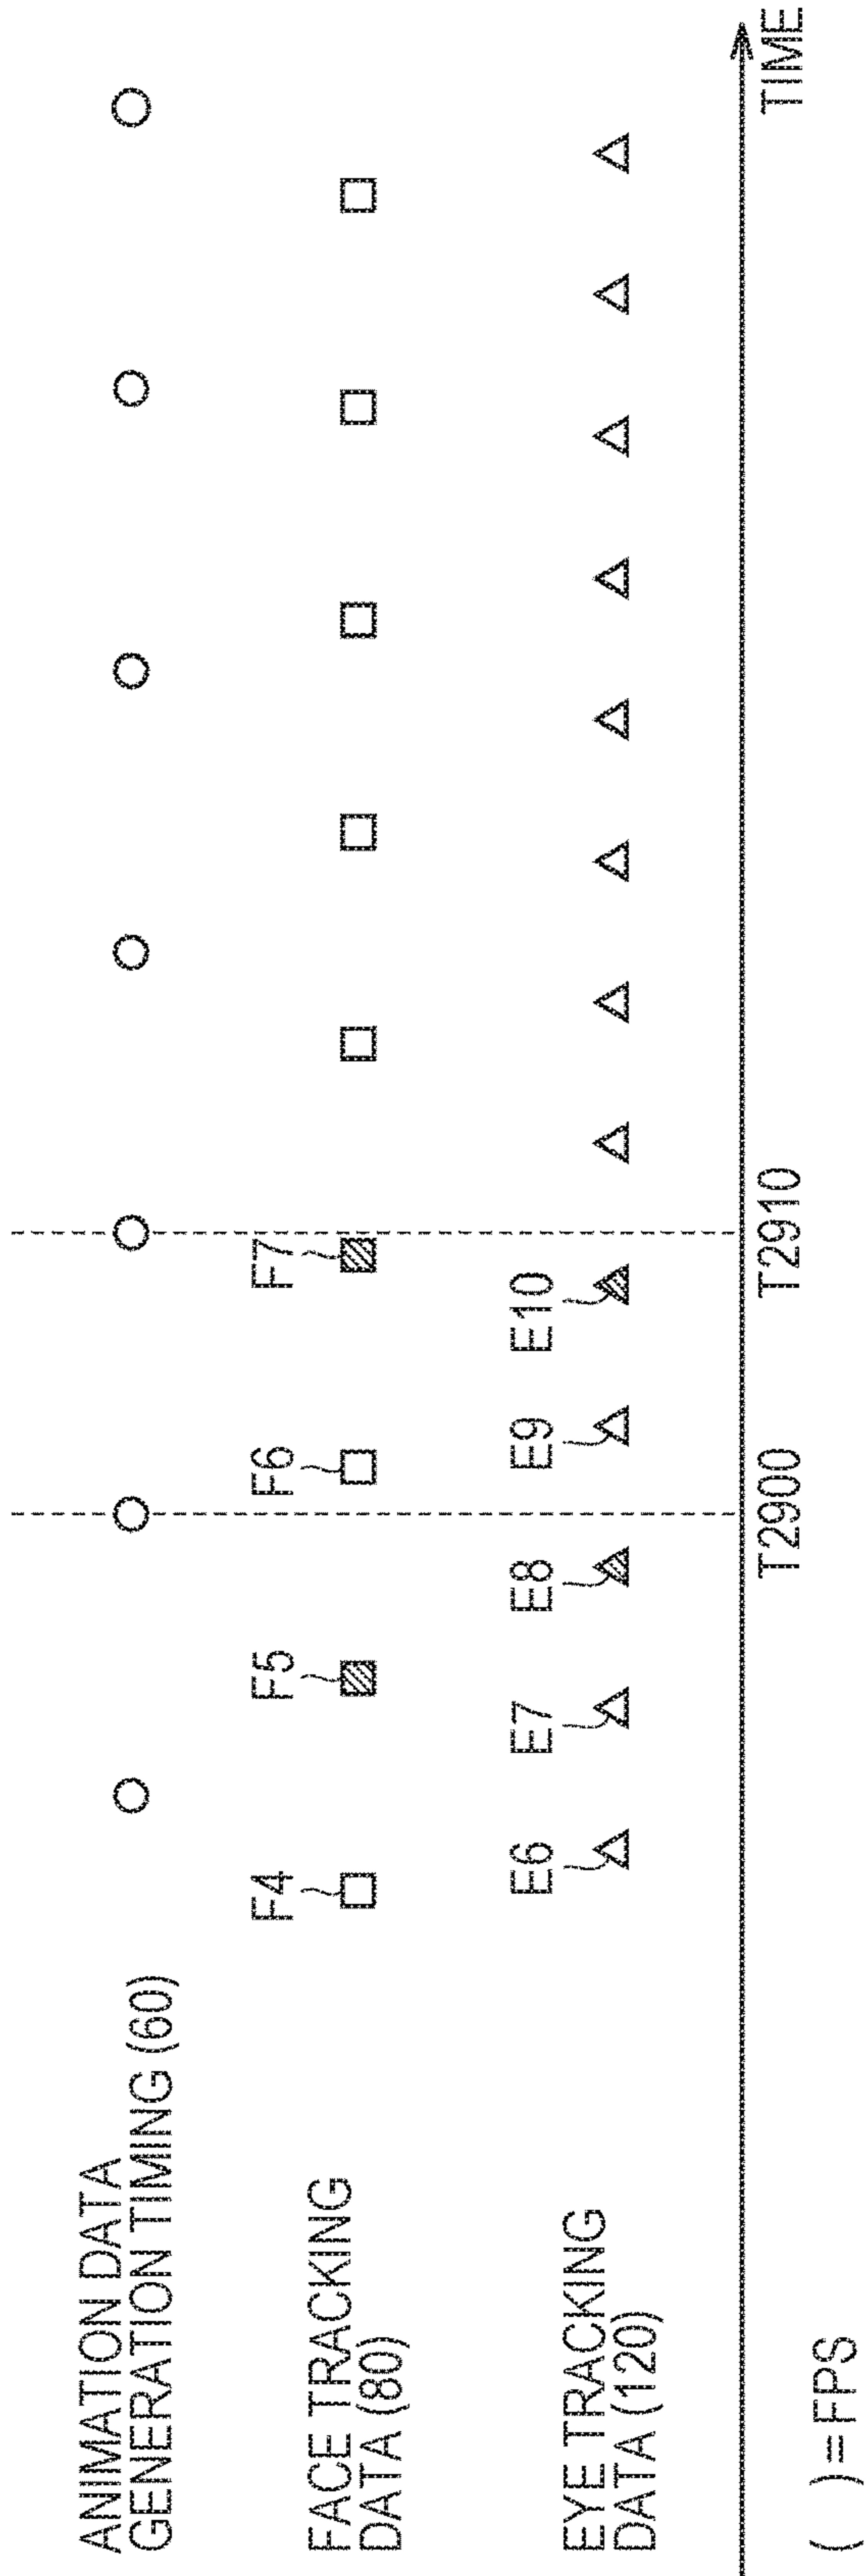 ANIMATION DATA
GENERATION TIMING (60)
FACE TRACKING
DATA (80)
F4
F5
F6
F7
EYE TRACKING
DATA (120)
E6
E7
E8
E9
E10
T2900
T2910
TIME
( ) = FPS